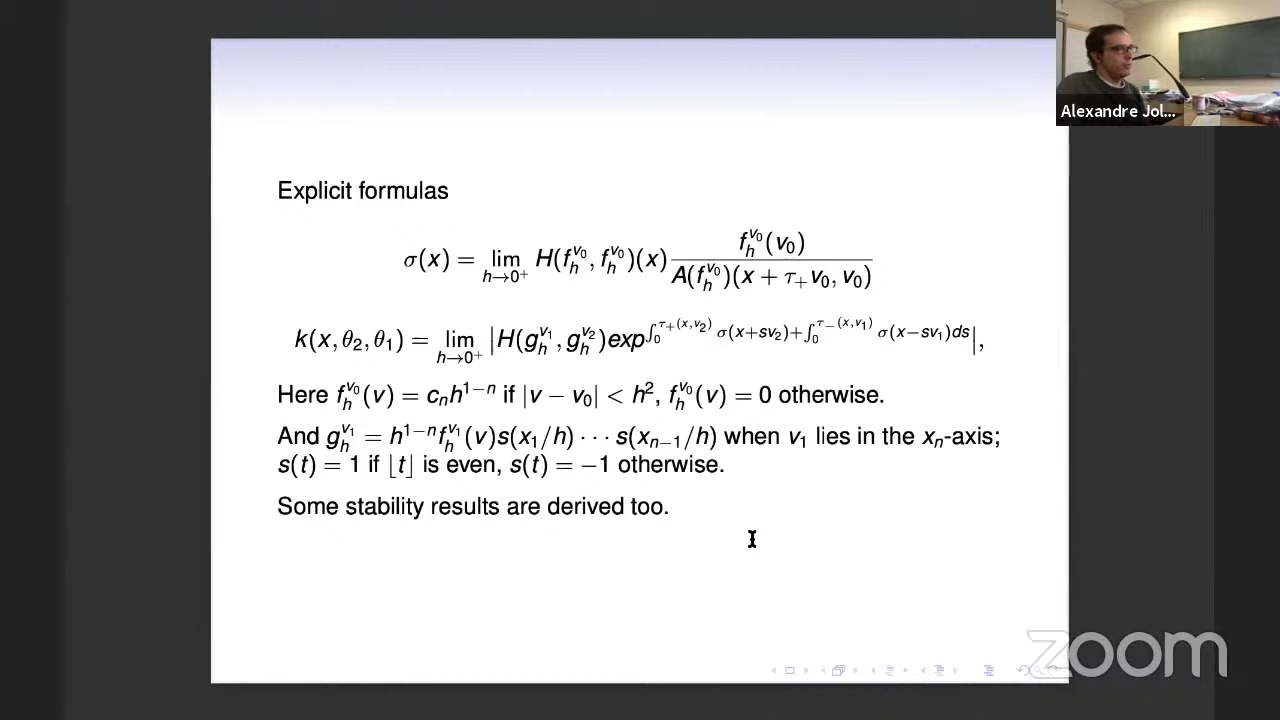 Alexandre Jol...
Explicit formulas
σ(x) = lim_{h→0⁺} H(f_h^{v_0}, f_h^{v_0})(x) \frac{f_h^{v_0}(v_0)}{A(f_h^{v_0})(x + τ_+ v_0, v_0)}
k(x, θ_2, θ_1) = lim_{h→0⁺} |H(g_h^{v_1}, g_h^{v_2})exp^{∫_0^{τ_+(x,v_2)} σ(x+sv_2)+∫_0^{τ_-(x,v_1)} σ(x-sv_1)ds}|,
Here f_h^{v_0}(v) = c_n h^{1-n} if |v − v_0| < h^2, f_h^{v_0}(v) = 0 otherwise.
And g_h^{v_1} = h^{1-n} f_h^{v_1}(v)s(x_1/h) ⋯ s(x_{n-1}/h) when v_1 lies in the x_n-axis;
s(t) = 1 if ⌊t⌋ is even, s(t) = −1 otherwise.
Some stability results are derived too.
zoom